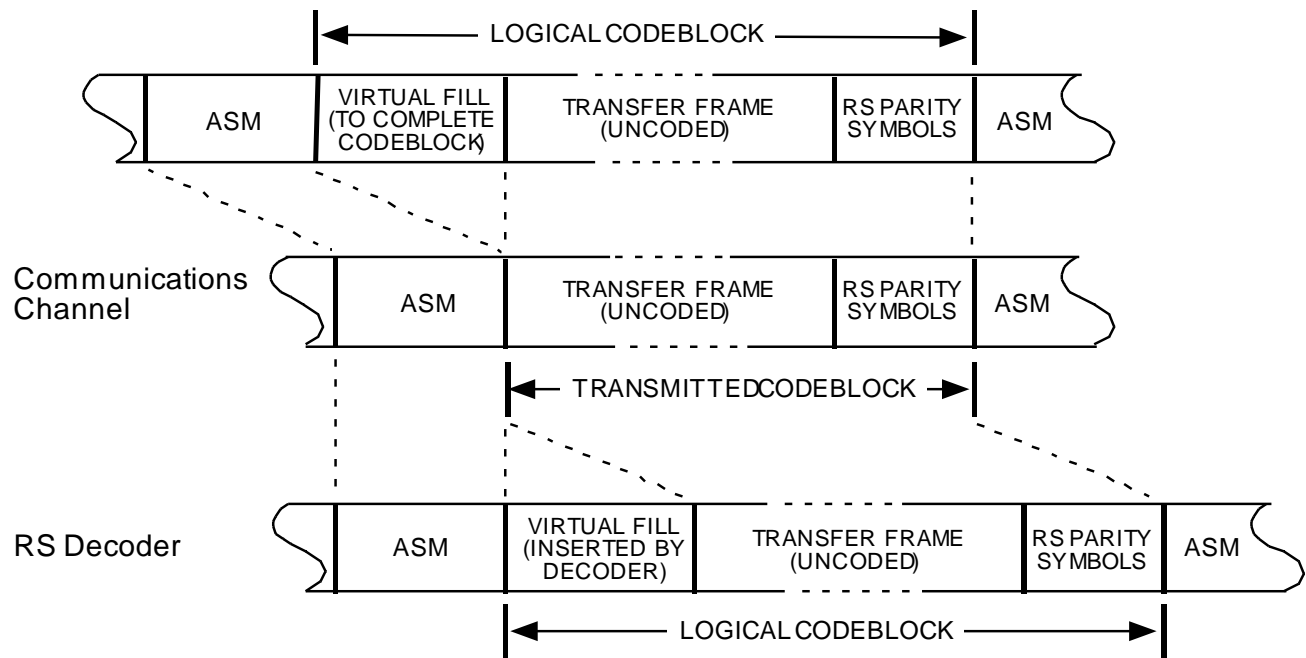 LOGICAL CODEBLOCK
ASM
VIRTUAL FILL
(TO COMPLETE
CODEBLOCK)
TRANSFER FRAME
(UNCODED)
RS PARITY
SYMBOLS
ASM
Communications
Channel
ASM
TRANSFER FRAME
(UNCODED)
RS PARITY
SYMBOLS
ASM
TRANSMITTED CODEBLOCK
RS Decoder
ASM
VIRTUAL FILL
(INSERTED BY
DECODER)
TRANSFER FRAME
(UNCODED)
RS PARITY
SYMBOLS
ASM
LOGICAL CODEBLOCK